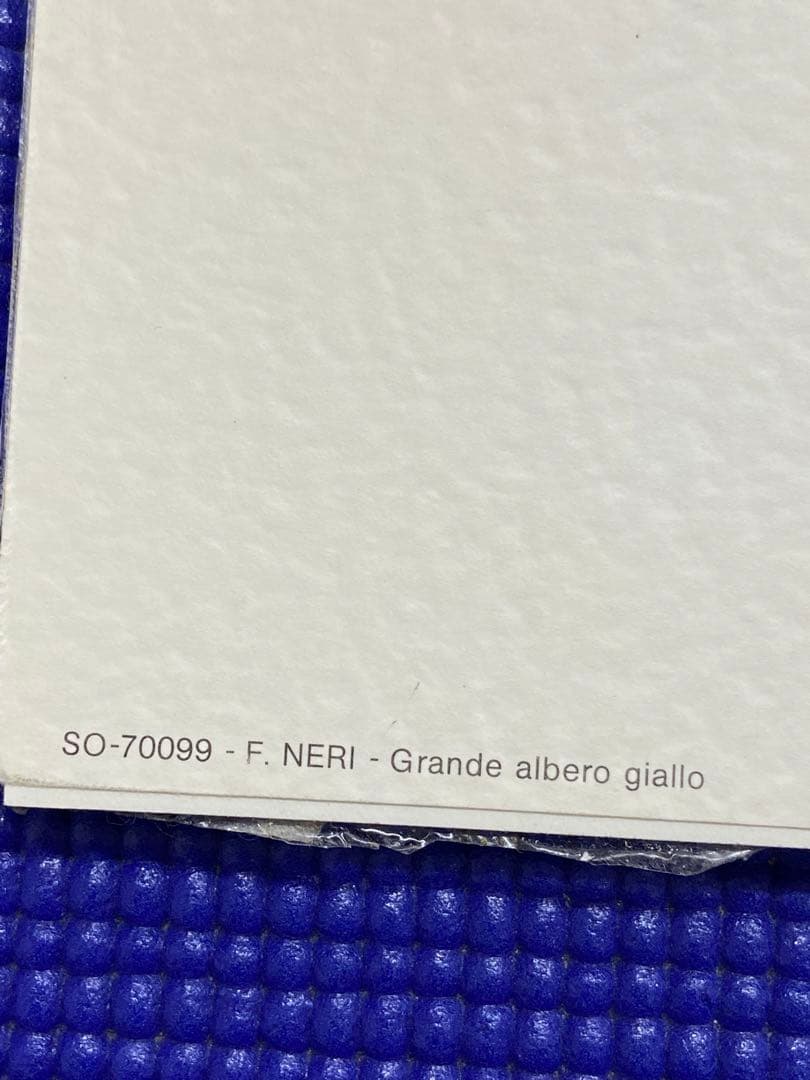 SO-70099 - F. NERI - Grande albero giallo